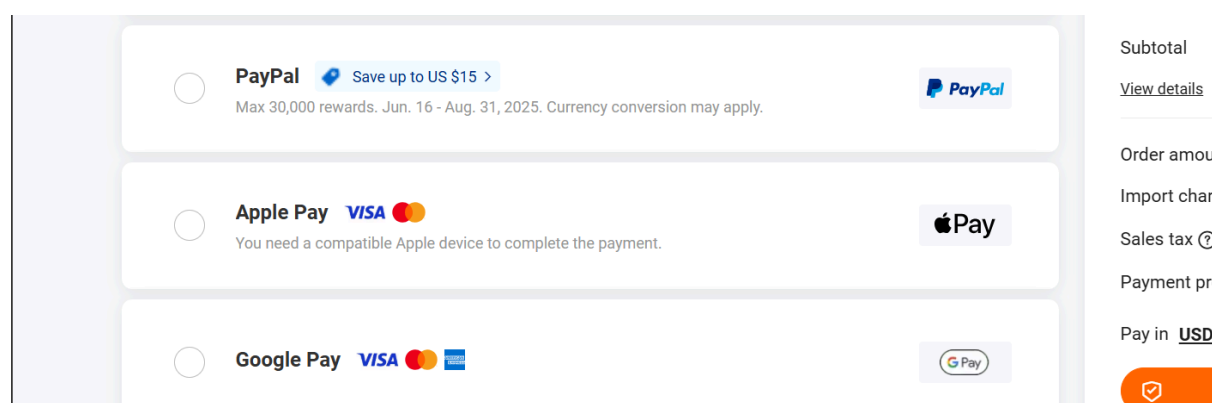 PayPal Save up to US $15 >
Max 30,000 rewards. Jun. 16 - Aug. 31, 2025. Currency conversion may apply.
PayPal
Apple Pay VISA
You need a compatible Apple device to complete the payment.
Pay
Google Pay VISA
G Pay
Subtotal
View details
Order amou
Import char
Sales tax ?
Payment pr
Pay in USD